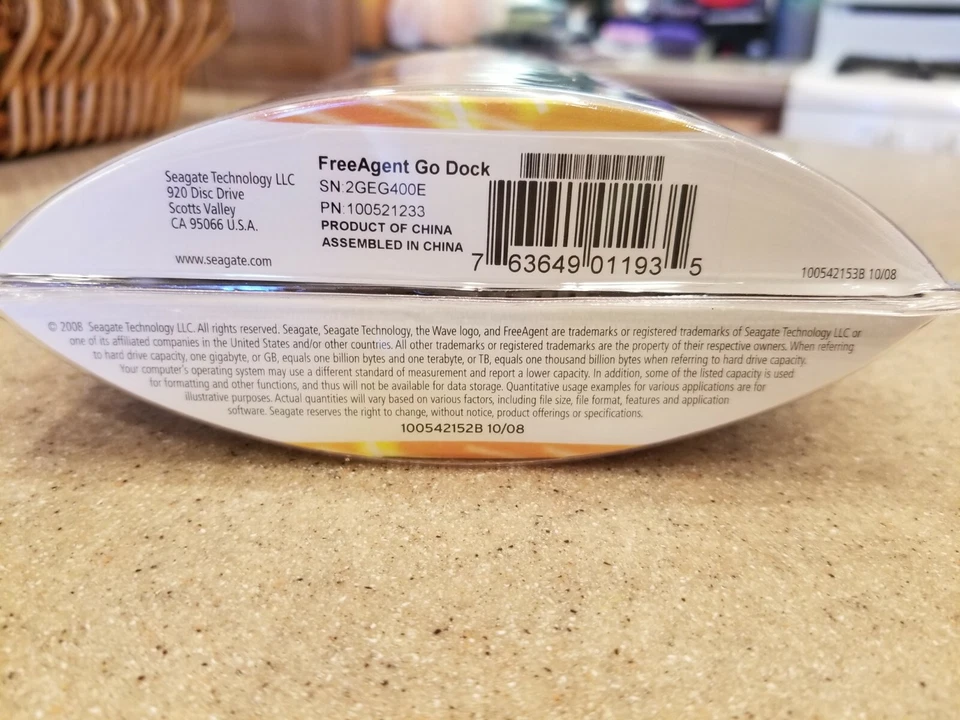 Seagate Technology LLC
920 Disc Drive
Scotts Valley
CA 95066 U.S.A.
www.seagate.com
FreeAgent Go Dock
SN:2GEG400E
PN:100521233
PRODUCT OF CHINA
ASSEMBLED IN CHINA
7 63649 01193 5
100542153B 10/08
© 2008 Seagate Technology LLC. All rights reserved. Seagate, Seagate Technology, the Wave logo, and FreeAgent are trademarks or registered trademarks of Seagate Technology LLC or
one of its affiliated companies in the United States and/or other countries. All other trademarks or registered trademarks are the property of their respective owners. When referring
to hard drive capacity, one gigabyte, or GB, equals one billion bytes and one terabyte, or TB, equals one thousand billion bytes when referring to hard drive capacity.
Your computer's operating system may use a different standard of measurement and report a lower capacity. In addition, some of the listed capacity is used
for formatting and other functions, and thus will not be available for data storage. Quantitative usage examples for various applications are for
illustrative purposes. Actual quantities will vary based on various factors, including file size, file format, features and application
software. Seagate reserves the right to change, without notice, product offerings or specifications.
100542152B 10/08